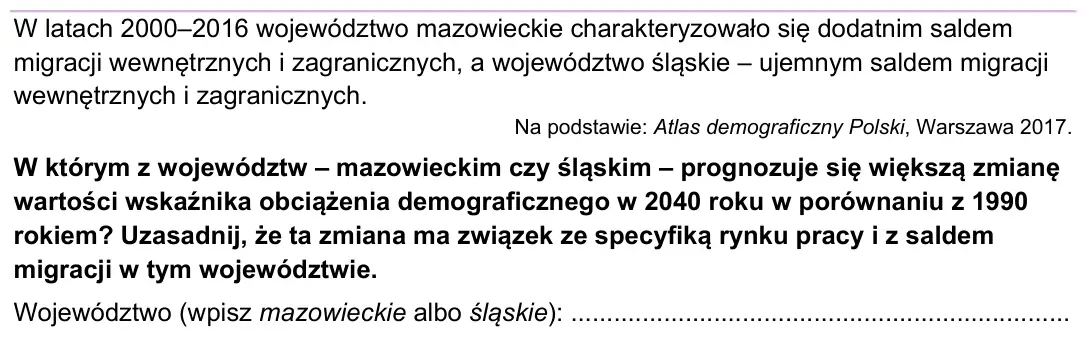 W latach 2000–2016 województwo mazowieckie charakteryzowało się dodatnim saldem
migracji wewnętrznych i zagranicznych, a województwo śląskie – ujemnym saldem migracji
wewnętrznych i zagranicznych.
Na podstawie: Atlas demograficzny Polski, Warszawa 2017.
W którym z województw – mazowieckim czy śląskim – prognozuje się większą zmianę
wartości wskaźnika obciążenia demograficznego w 2040 roku w porównaniu z 1990
rokiem? Uzasadnij, że ta zmiana ma związek ze specyfiką rynku pracy i z saldem
migracji w tym województwie.
Województwo (wpisz mazowieckie albo śląskie): ......................................................................